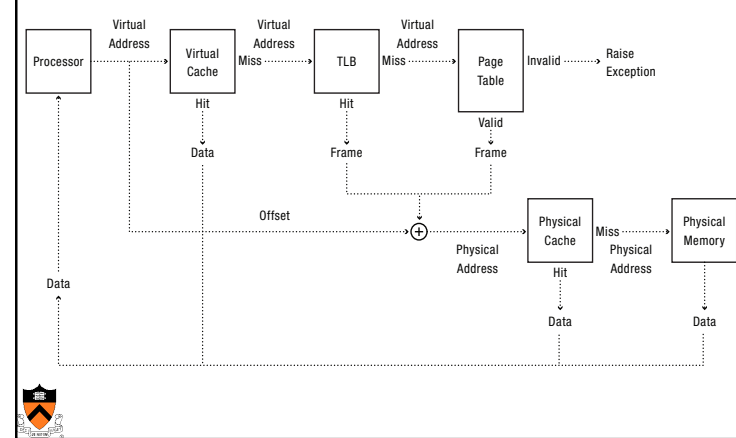 Virtual
Address
Virtual
Address
Virtual
Address
Processor
Virtual
Cache
Miss
TLB
Miss
Page
Table
Invalid
Raise
Exception
Hit
Hit
Valid
Data
Frame
Frame
Offset
Physical
Address
Physical
Cache
Miss
Physical
Address
Physical
Memory
Hit
Data
Data
Data